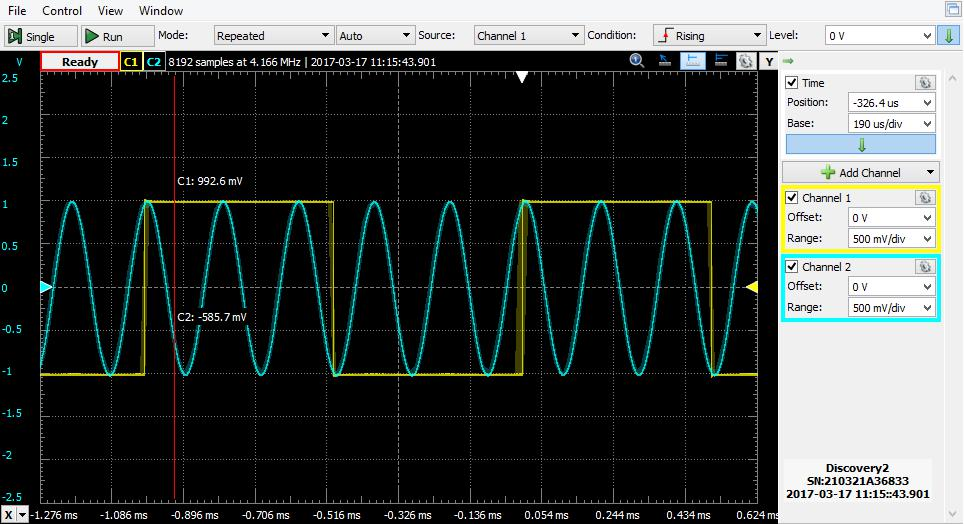 File Control View Window
Single Run Mode: Repeated Auto Source: Channel 1 Condition: Rising Level: 0 V
V Ready C1 C2 8192 samples at 4.166 MHz | 2017-03-17 11:15:43.901 Y
2.5
2
1.5
1
0.5
0
-0.5
-1
-1.5
-2
-2.5
C1: 992.6 mV
C2: -585.7 mV
X -1.276 ms -1.086 ms -0.896 ms -0.706 ms -0.516 ms -0.326 ms -0.136 ms 0.054 ms 0.244 ms 0.434 ms 0.624 ms
Time
Position: -326.4 us
Base: 190 us/div
Add Channel
Channel 1
Offset: 0 V
Range: 500 mV/div
Channel 2
Offset: 0 V
Range: 500 mV/div
Discovery2
SN:210321A36833
2017-03-17 11:15:43.901